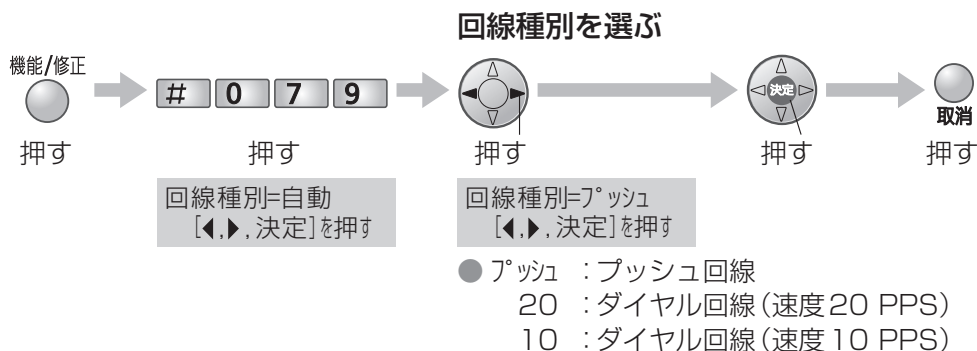 回線種別を選ぶ
機能/修正
# 0 7 9
決定
取消
押す 押す 押す 押す 押す
回線種別=自動
[◀,▶,決定]を押す
回線種別=プッシュ
[◀,▶,決定]を押す
●プッシュ :プッシュ回線
20 :ダイヤル回線(速度20 PPS)
10 :ダイヤル回線(速度10 PPS)